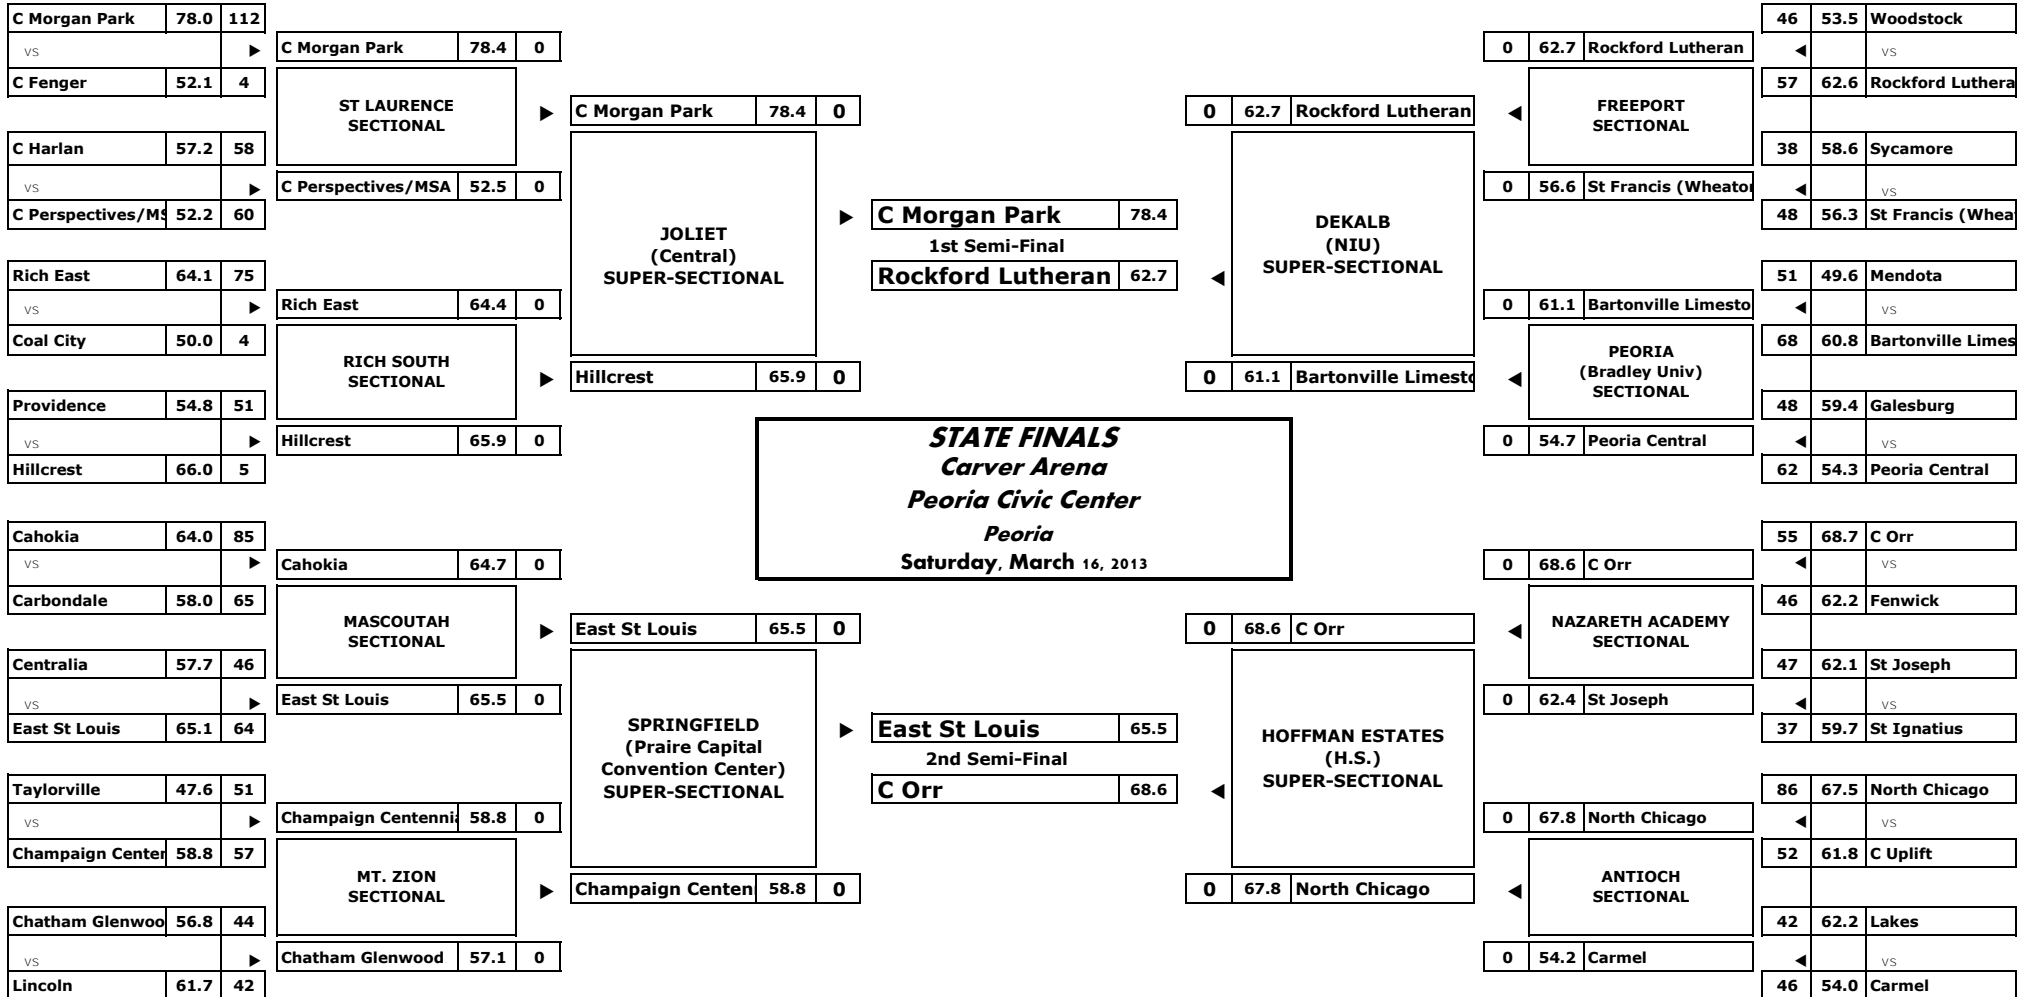 C Morgan Park 78.0 112
vs
C Fenger 52.1 4
C Harlan 57.2 58
vs
C Perspectives/MS 52.2 60
Rich East 64.1 75
vs
Coal City 50.0 4
Providence 54.8 51
vs
Hillcrest 66.0 5
Cahokia 64.0 85
vs
Carbondale 58.0 65
Centralia 57.7 46
vs
East St Louis 65.1 64
Taylorville 47.6 51
vs
Champaign Center 58.8 57
Chatham Glenwoo 56.8 44
vs
Lincoln 61.7 42
C Morgan Park 78.4 0
ST LAURENCE
SECTIONAL
C Perspectives/MSA 52.5 0
Rich East 64.4 0
RICH SOUTH
SECTIONAL
Hillcrest 65.9 0
Cahokia 64.7 0
MASCOUTAH
SECTIONAL
East St Louis 65.5 0
Champaign Centennia 58.8 0
MT. ZION
SECTIONAL
Chatham Glenwood 57.1 0
C Morgan Park 78.4 0
JOLIET
(Central)
SUPER-SECTIONAL
Hillcrest 65.9 0
East St Louis 65.5 0
SPRINGFIELD
(Praire Capital
Convention Center)
SUPER-SECTIONAL
Champaign Centen 58.8 0
C Morgan Park 78.4
1st Semi-Final
Rockford Lutheran 62.7
STATE FINALS
Carver Arena
Peoria Civic Center
Peoria
Saturday, March 16, 2013
East St Louis 65.5
2nd Semi-Final
C Orr 68.6
0 62.7 Rockford Lutheran
DEKALB
(NIU)
SUPER-SECTIONAL
0 61.1 Bartonville Limesto
0 68.6 C Orr
HOFFMAN ESTATES
(H.S.)
SUPER-SECTIONAL
0 67.8 North Chicago
0 62.7 Rockford Lutheran
FREEPORT
SECTIONAL
0 56.6 St Francis (Wheaton
0 61.1 Bartonville Limesto
PEORIA
(Bradley Univ)
SECTIONAL
0 54.7 Peoria Central
0 68.6 C Orr
NAZARETH ACADEMY
SECTIONAL
0 62.4 St Joseph
0 67.8 North Chicago
ANTIOCH
SECTIONAL
0 54.2 Carmel
46 53.5 Woodstock
vs
57 62.6 Rockford Luthera
38 58.6 Sycamore
vs
48 56.3 St Francis (Whea
51 49.6 Mendota
vs
68 60.8 Bartonville Limes
48 59.4 Galesburg
vs
62 54.3 Peoria Central
55 68.7 C Orr
vs
46 62.2 Fenwick
47 62.1 St Joseph
vs
37 59.7 St Ignatius
86 67.5 North Chicago
vs
52 61.8 C Uplift
42 62.2 Lakes
vs
46 54.0 Carmel